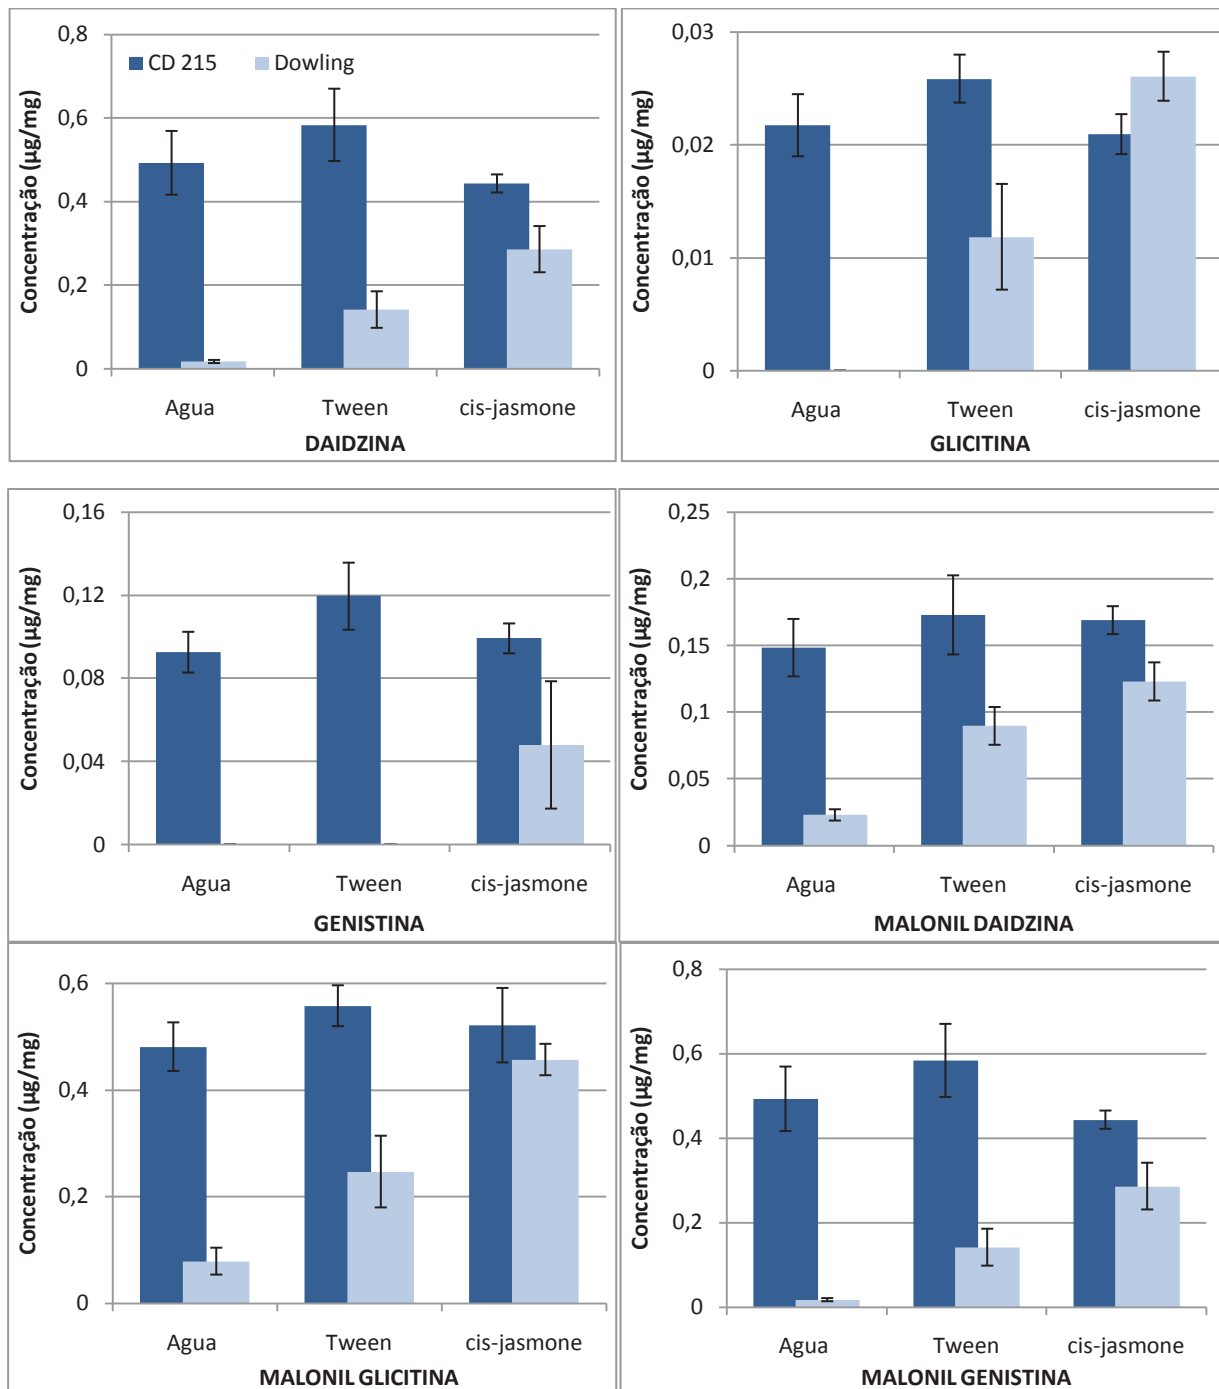 Concentração (µg/mg)
0,8
0,6
0,4
0,2
0
CD 215 Dowling
Agua Tween cis-jasmone
DAIDZINA
Concentração (µg/mg)
0,03
0,02
0,01
0
Agua Tween cis-jasmone
GLICITINA
Concentração (µg/mg)
0,16
0,12
0,08
0,04
0
Agua Tween cis-jasmone
GENISTINA
Concentração (µg/mg)
0,25
0,2
0,15
0,1
0,05
0
Agua Tween cis-jasmone
MALONIL DAIDZINA
Concentração (µg/mg)
0,6
0,4
0,2
0
Agua Tween cis-jasmone
MALONIL GLICITINA
Concentração (µg/mg)
0,8
0,6
0,4
0,2
0
Agua Tween cis-jasmone
MALONIL GENISTINA